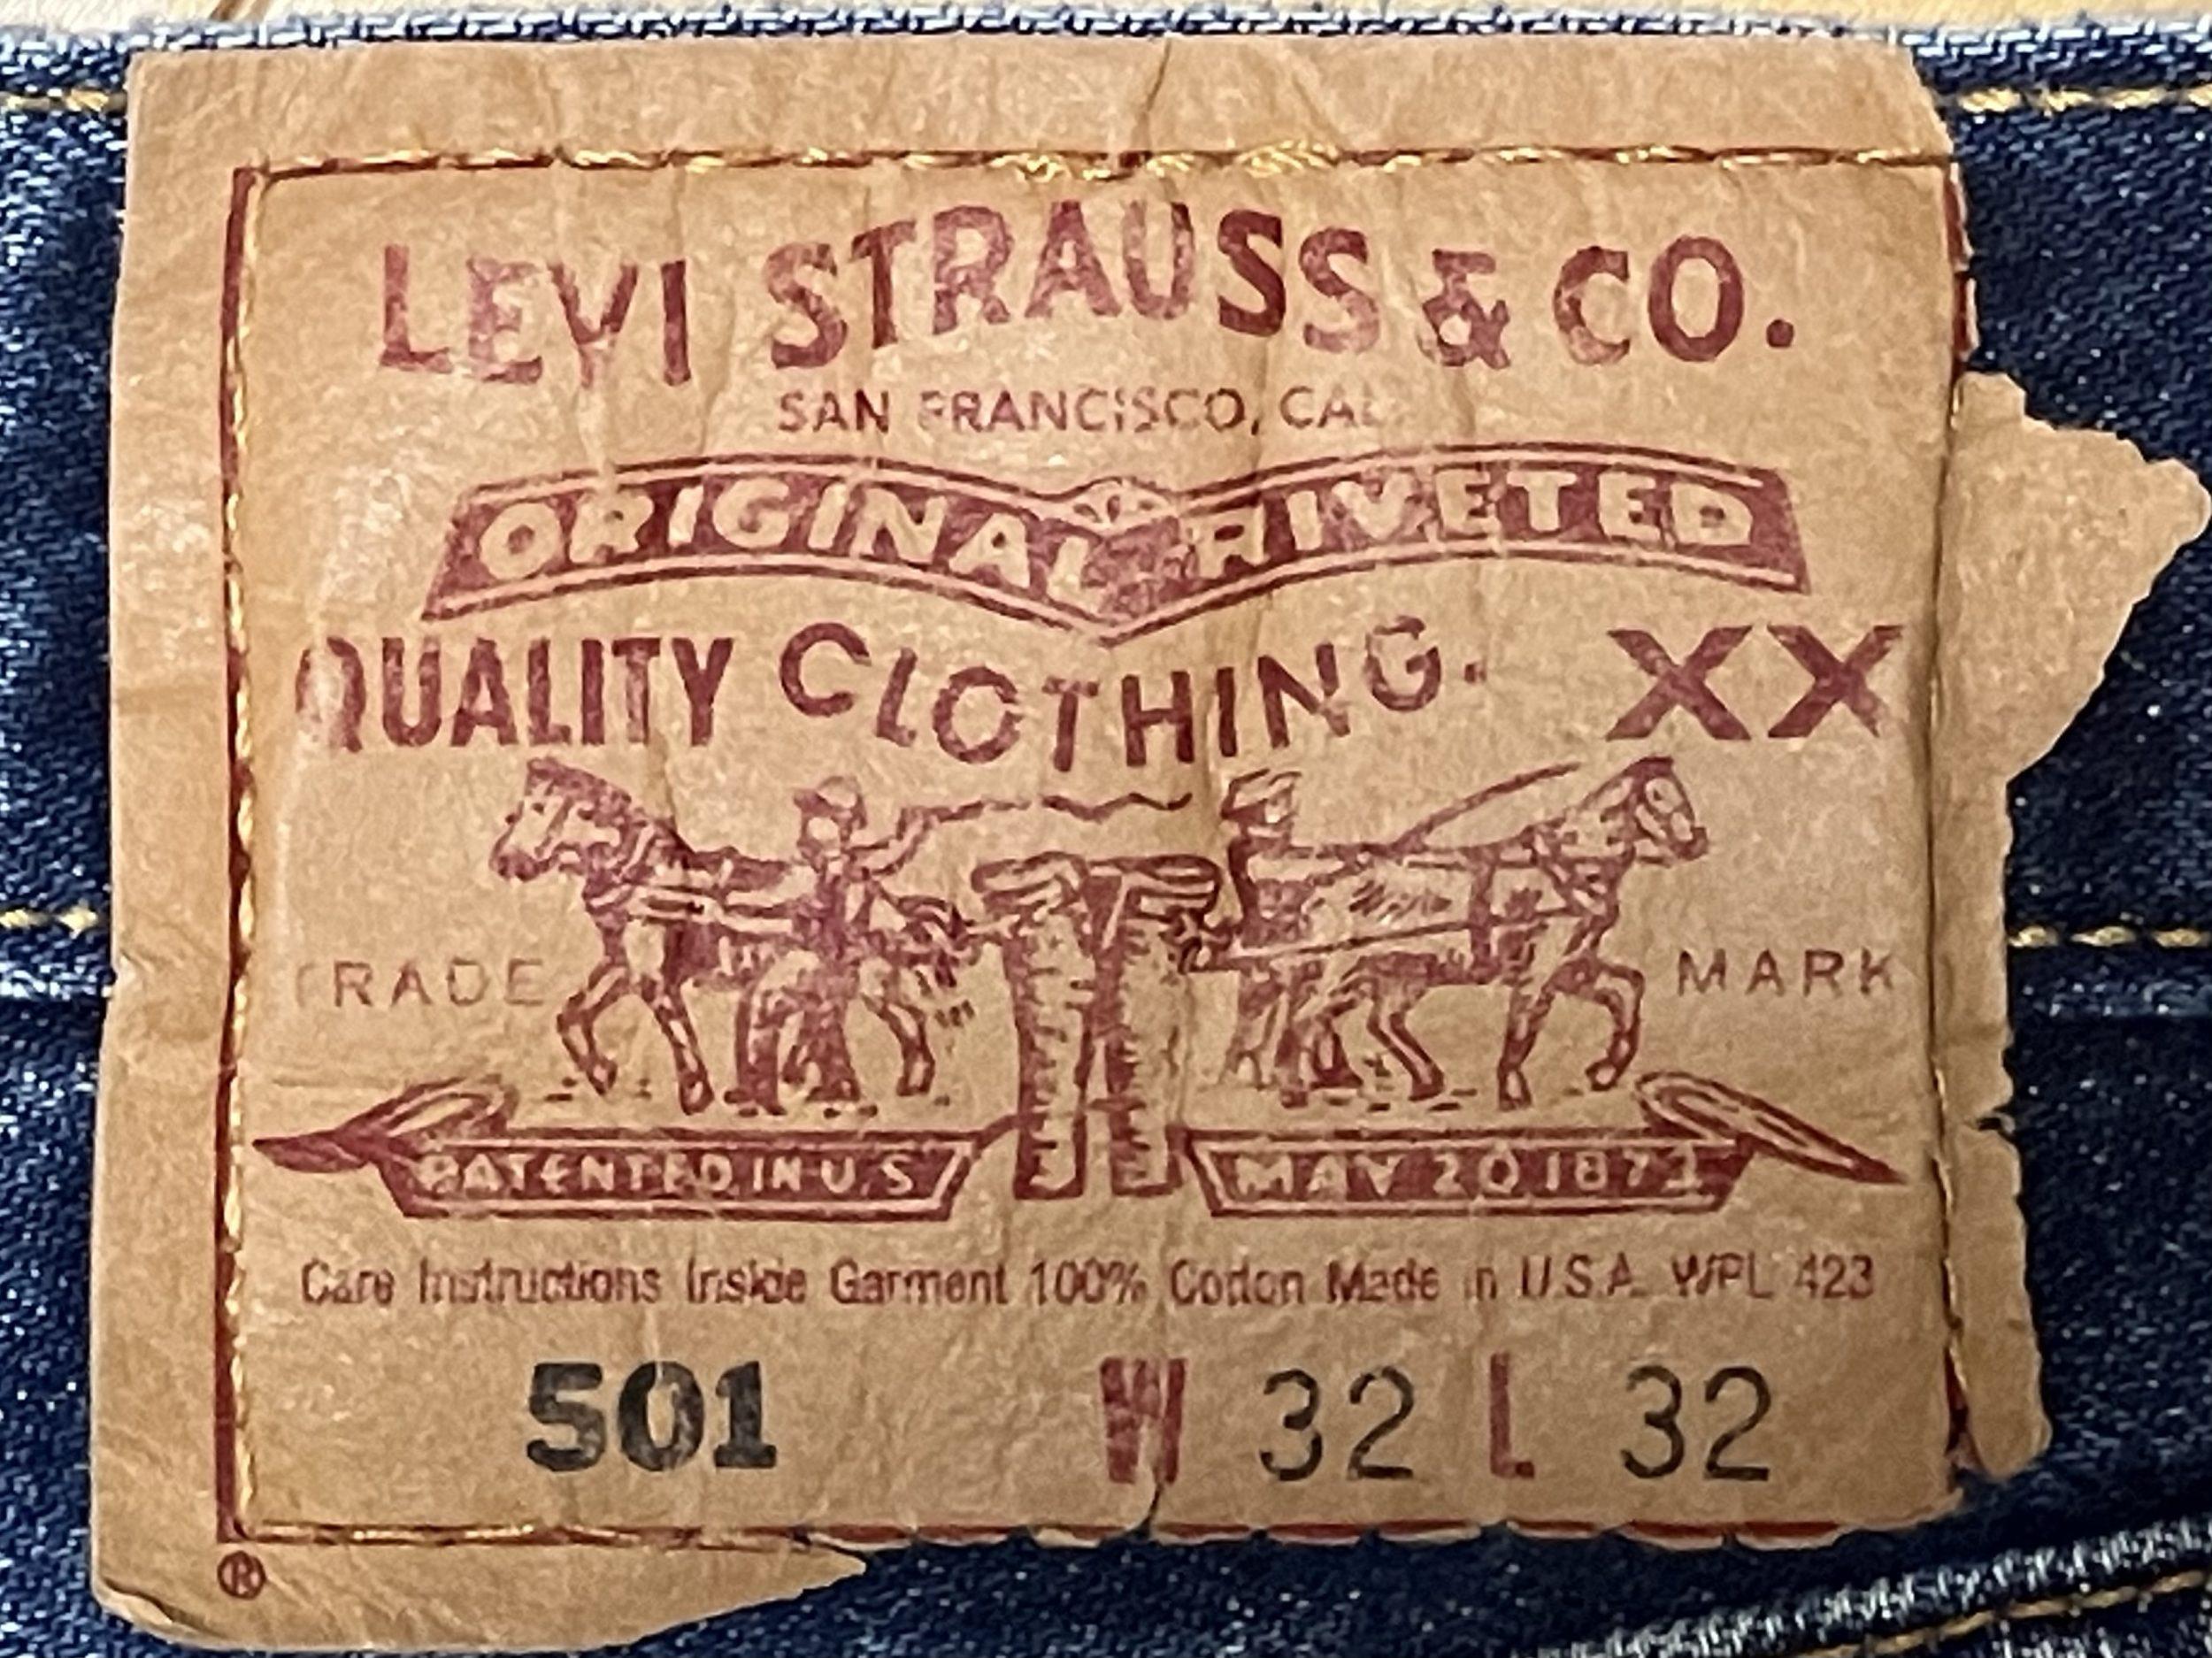 LEVI STRAUSS & CO.
SAN FRANCISCO, CAL
ORIGINAL RIVETED
QUALITY CLOTHING. XX
TRADE MARK
PATENTED IN U.S MAY 20 1873
Care Instructions Inside Garment 100% Cotton Made in U.S.A. WPL 423
501 W 32 L 32
®